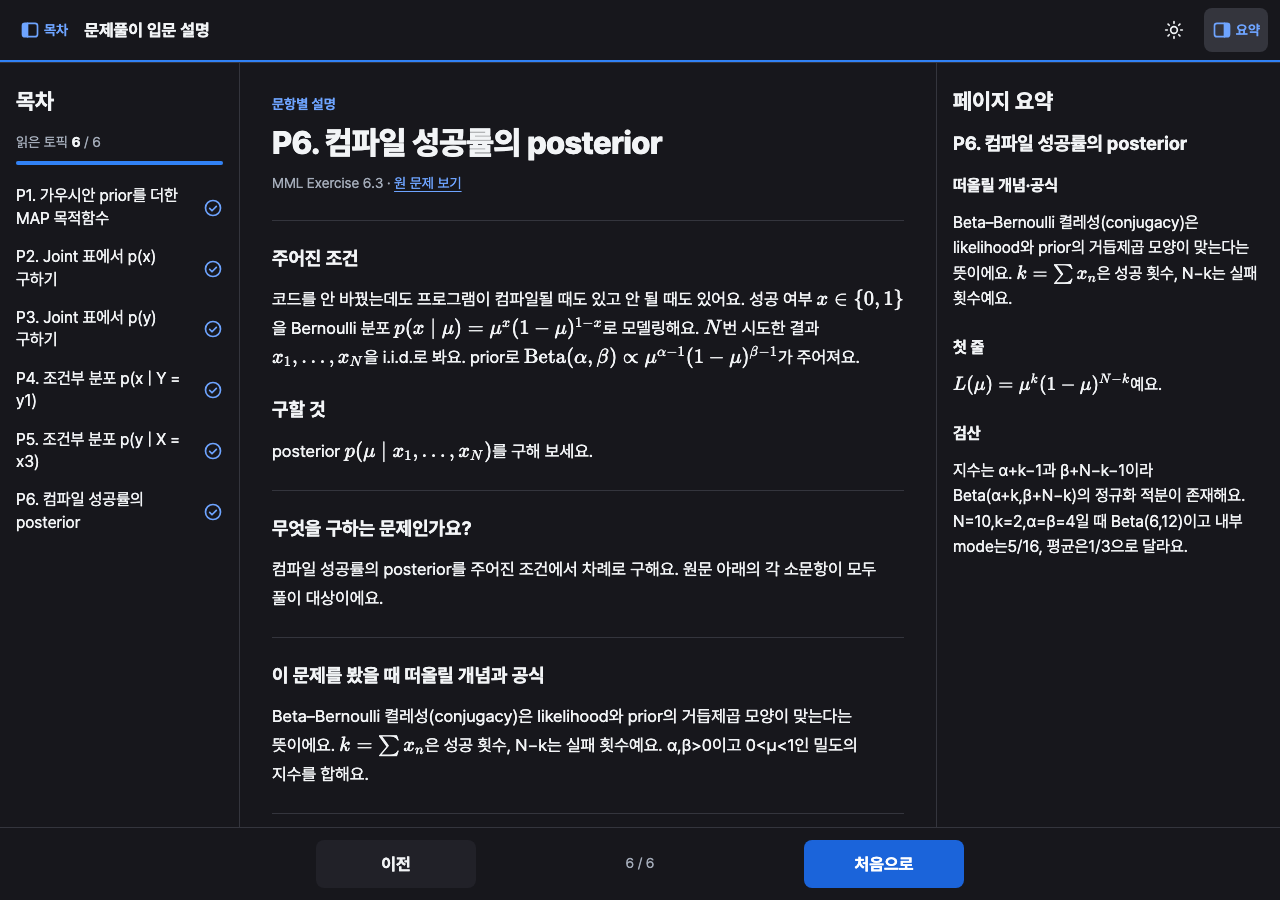 목차 문제풀이 입문 설명 요약
목차
읽은 토픽 6 / 6
P1. 가우시안 prior를 더한
MAP 목적함수
P2. Joint 표에서 p(x)
구하기
P3. Joint 표에서 p(y)
구하기
P4. 조건부 분포 p(x | Y =
y1)
P5. 조건부 분포 p(y | X =
x3)
P6. 컴파일 성공률의
posterior
문항별 설명
P6. 컴파일 성공률의 posterior
MML Exercise 6.3 · 원 문제 보기
주어진 조건
코드를 안 바꿨는데도 프로그램이 컴파일될 때도 있고 안 될 때도 있어요. 성공 여부 x ∈ {0, 1}
을 Bernoulli 분포 p(x | μ) = μ^x(1 − μ)^{1−x}로 모델링해요. N번 시도한 결과
x₁, . . . , x_N을 i.i.d.로 봐요. prior로 Beta(α, β) ∝ μ^{α−1}(1 − μ)^{β−1}가 주어져요.
구할 것
posterior p(μ | x₁, . . . , x_N)를 구해 보세요.
무엇을 구하는 문제인가요?
컴파일 성공률의 posterior를 주어진 조건에서 차례로 구해요. 원문 아래의 각 소문항이 모두
풀이 대상이에요.
이 문제를 봤을 때 떠올릴 개념과 공식
Beta–Bernoulli 켤레성(conjugacy)은 likelihood와 prior의 거듭제곱 모양이 맞는다는
뜻이에요. k = ∑ x_n은 성공 횟수, N−k는 실패 횟수예요. α,β>0이고 0<μ<1인 밀도의
지수를 합해요.
페이지 요약
P6. 컴파일 성공률의 posterior
떠올릴 개념·공식
Beta–Bernoulli 켤레성(conjugacy)은
likelihood와 prior의 거듭제곱 모양이 맞는다는
뜻이에요. k = ∑ x_n은 성공 횟수, N−k는 실패
횟수예요.
첫 줄
L(μ) = μ^k(1 − μ)^{N−k}예요.
검산
지수는 α+k−1과 β+N−k−1이라
Beta(α+k,β+N−k)의 정규화 적분이 존재해요.
N=10,k=2,α=β=4일 때 Beta(6,12)이고 내부
mode는5/16, 평균은1/3으로 달라요.
이전 6 / 6 처음으로